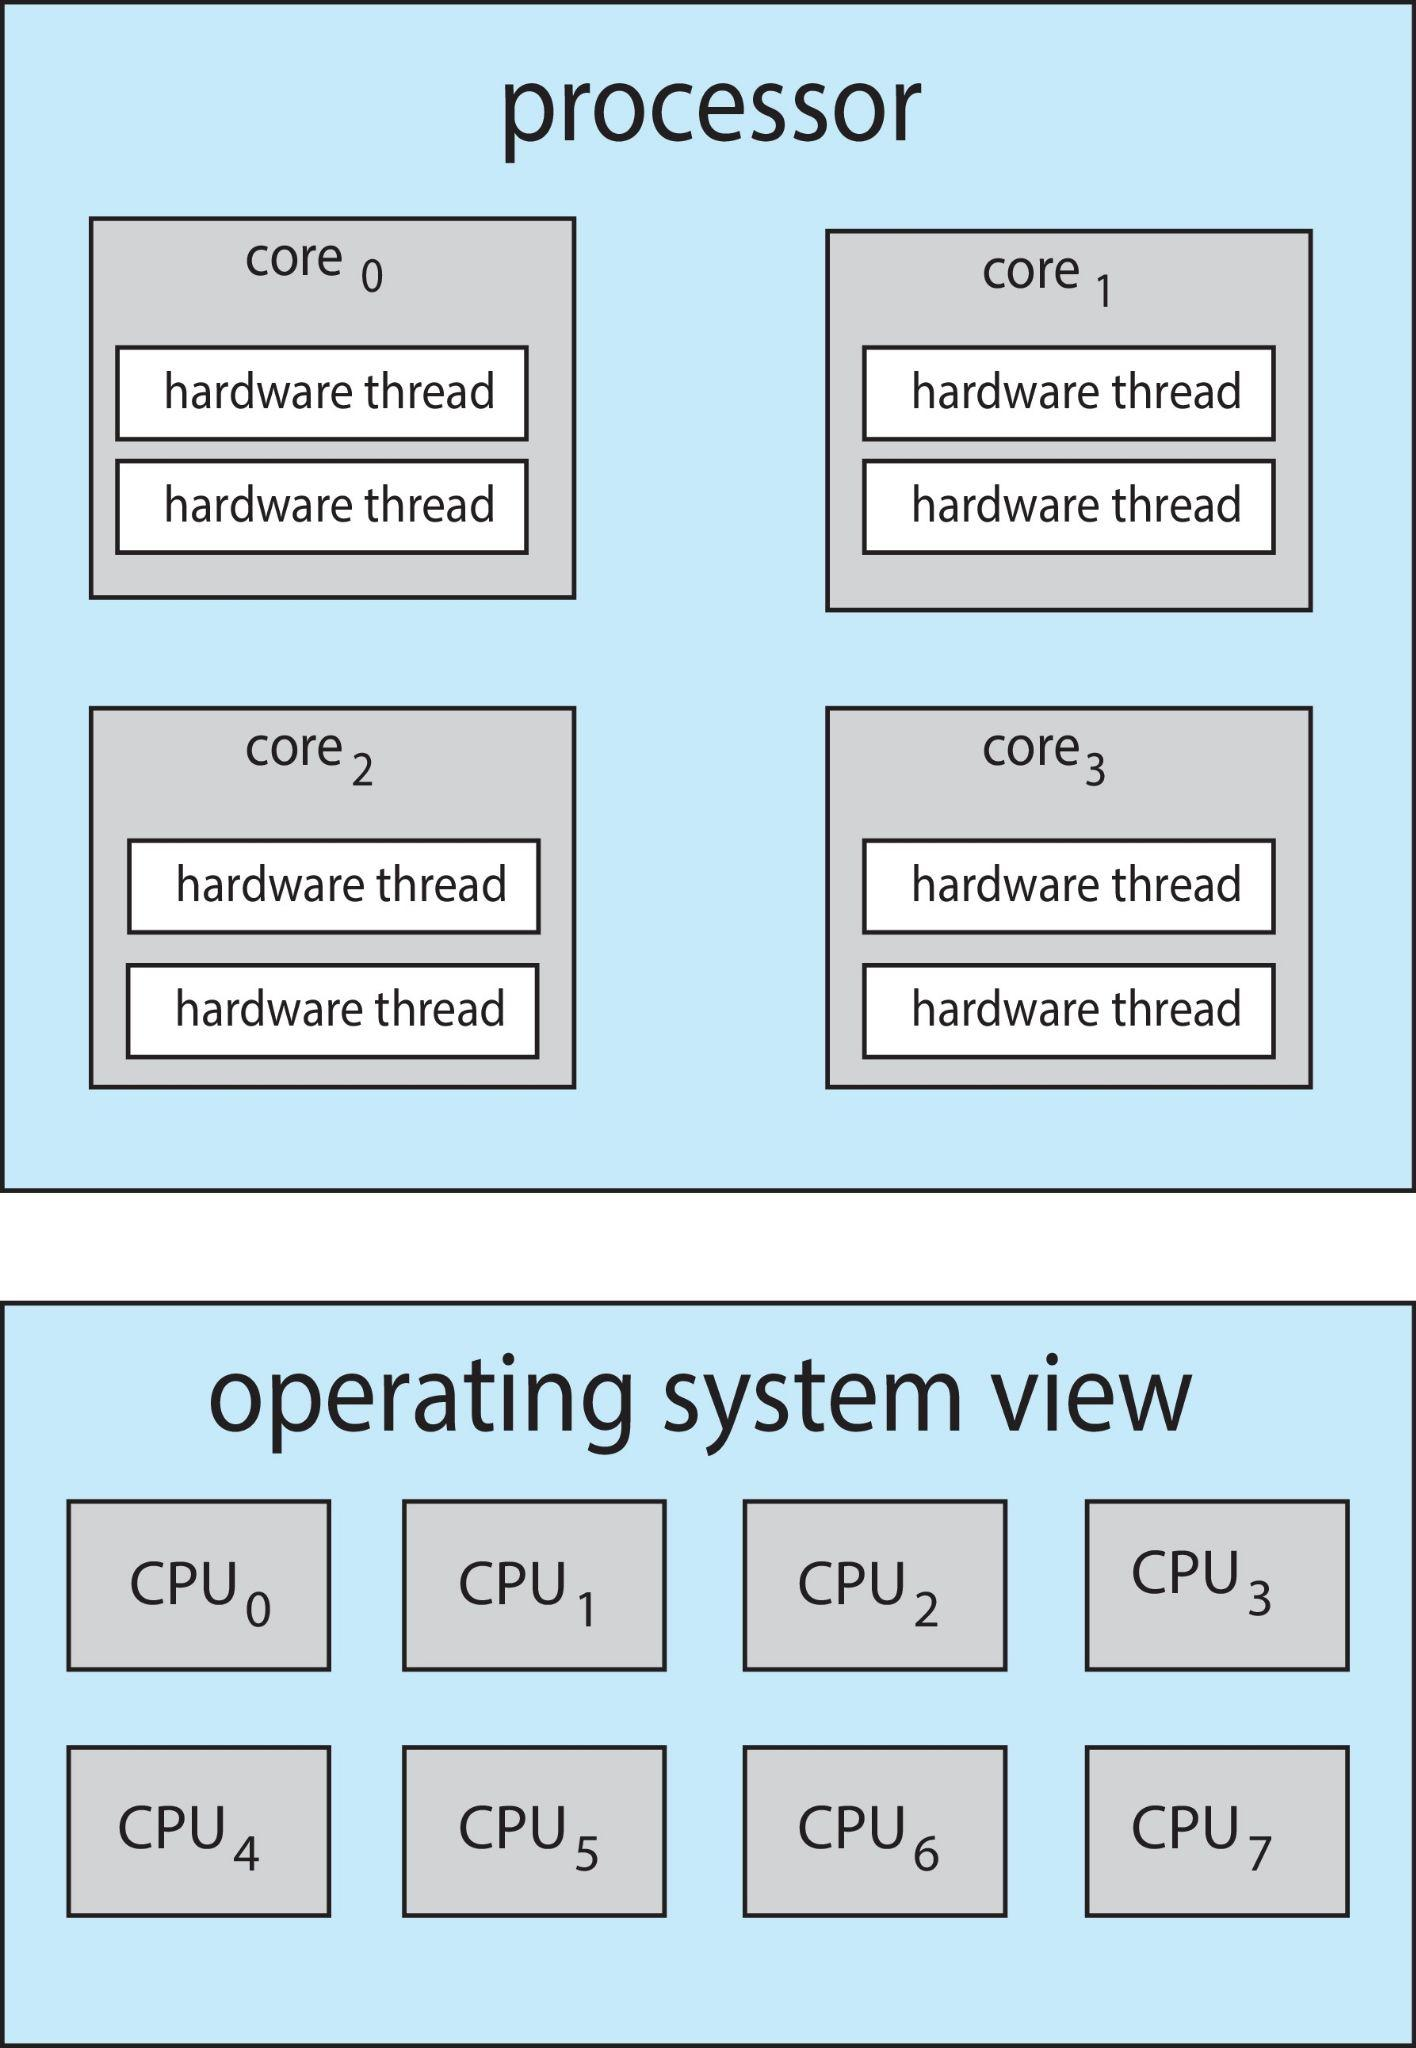 processor
core 0
core 1
hardware thread
hardware thread
hardware thread
hardware thread
core 2
core 3
hardware thread
hardware thread
hardware thread
hardware thread
operating system view
CPU 0
CPU 1
CPU 2
CPU 3
CPU 4
CPU 5
CPU 6
CPU 7